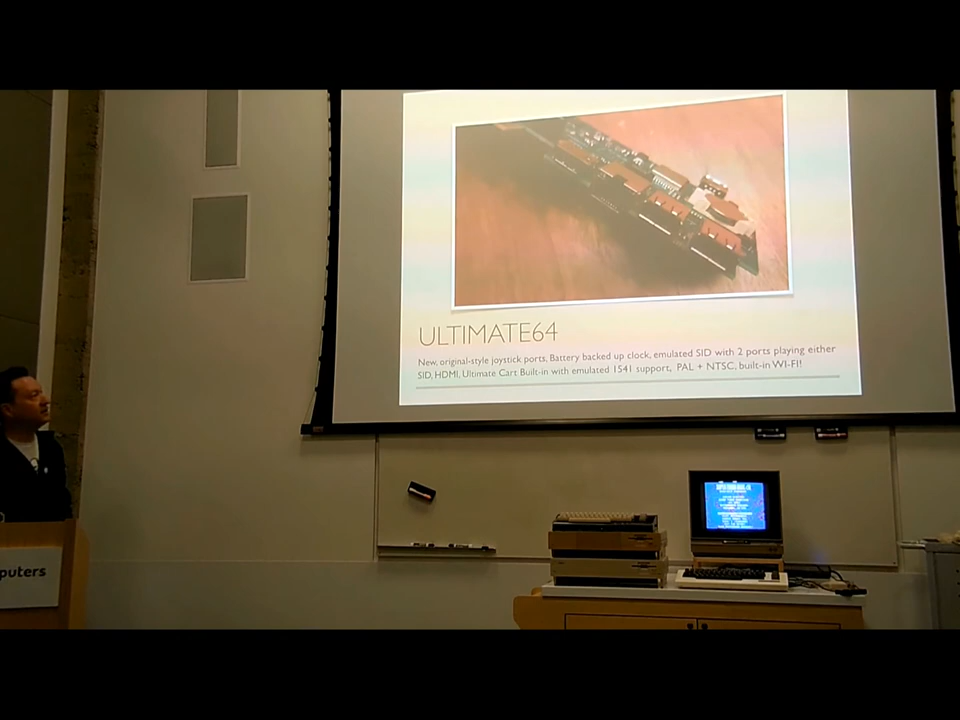 ULTIMATE64
New, original-style joystick ports, Battery backed up clock, emulated SID with 2 ports playing either
SID, HDMI, Ultimate Cart Built-in with emulated 1541 support, PAL + NTSC, built-in WI-FI!
puters